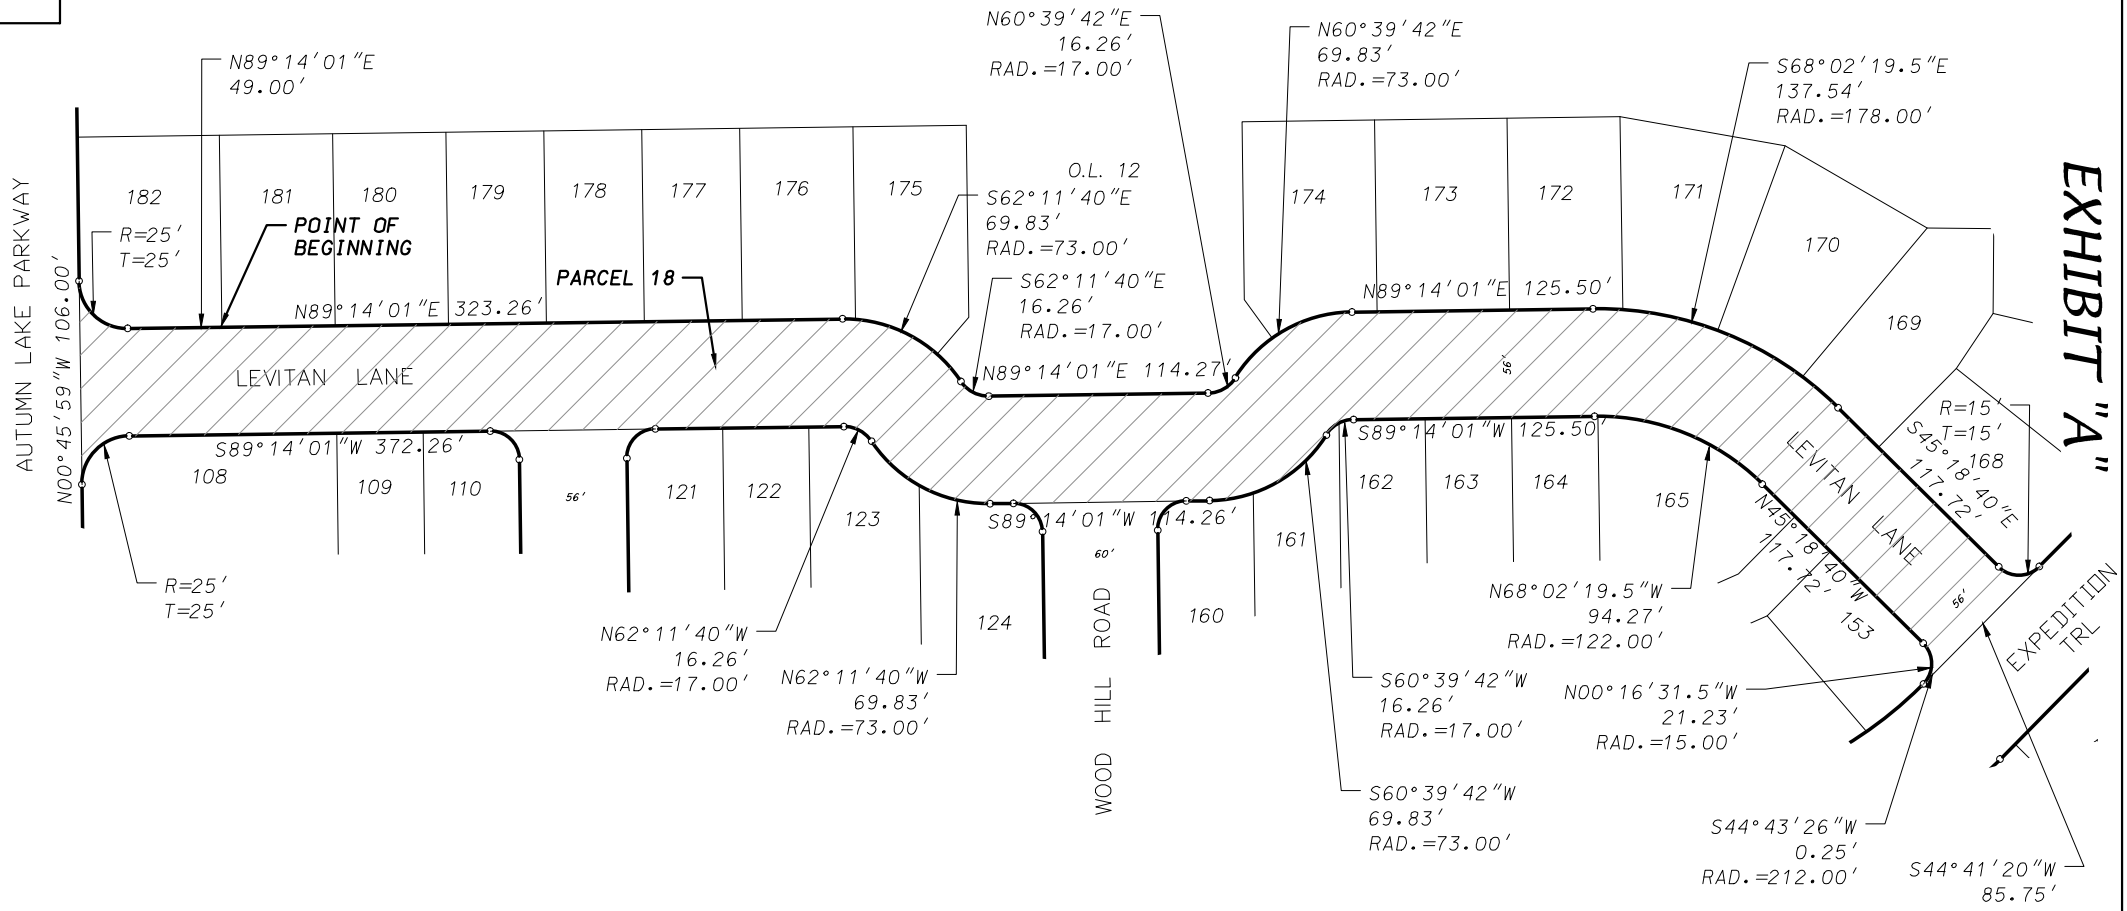 N89°14'01"E
49.00'
N60°39'42"E
16.26'
RAD.=17.00'
N60°39'42"E
69.83'
RAD.=73.00'
S68°02'19.5"E
137.54'
RAD.=178.00'
EXHIBIT "A"
AUTUMN LAKE PARKWAY
N00°45'59"W 106.00'
182
181
180
179
178
177
176
175
O.L. 12
174
173
172
171
170
169
168
R=25'
T=25'
POINT OF
BEGINNING
PARCEL 18
S62°11'40"E
69.83'
RAD.=73.00'
S62°11'40"E
16.26'
RAD.=17.00'
N89°14'01"E 323.26'
N89°14'01"E 114.27'
N89°14'01"E 125.50'
LEVITAN LANE
56'
R=15'
T=15'
S45°18'40"E
117.72'
LEVITAN LANE
S89°14'01"W 372.26'
S89°14'01"W 125.50'
N45°18'40"W
117.72'
108
109
110
56'
121
122
123
S89°14'01"W 114.26'
60'
161
162
163
164
165
153
56'
EXPEDITION
TRL
R=25'
T=25'
124
WOOD HILL ROAD
160
N62°11'40"W
16.26'
RAD.=17.00'
N62°11'40"W
69.83'
RAD.=73.00'
N68°02'19.5"W
94.27'
RAD.=122.00'
S60°39'42"W
16.26'
RAD.=17.00'
N00°16'31.5"W
21.23'
RAD.=15.00'
S60°39'42"W
69.83'
RAD.=73.00'
S44°43'26"W
0.25'
RAD.=212.00'
S44°41'20"W
85.75'